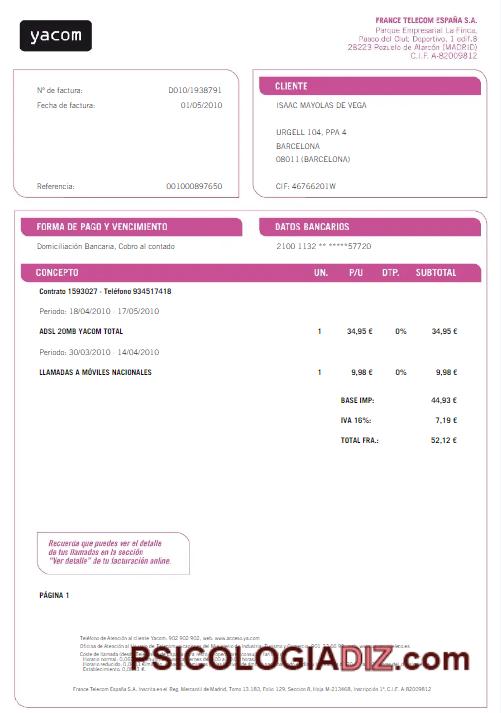 yacom
FRANCE TELECOM ESPAÑA S.A.
Parque Empresarial La Finca,
Paseo del Club Deportivo, 1 edif.8
28223 Pozuelo de Alarcón (MADRID)
C.I.F. A-82009812
Nº de factura: D010/1938791
Fecha de factura: 01/05/2010
Referencia: 001000897650
CLIENTE
ISAAC MAYOLAS DE VEGA
URGELL 104, PPA 4
BARCELONA
08011(BARCELONA)
CIF: 46766201W
FORMA DE PAGO Y VENCIMIENTO
Domiciliación Bancaria, Cobro al contado
DATOS BANCARIOS
2100 1132 ** *****57720
CONCEPTO UN. P/U DTP. SUBTOTAL
Contrato 1593027 - Teléfono 934517418
Periodo: 18/04/2010 - 17/05/2010
ADSL 20MB YACOM TOTAL 1 34,95 € 0% 34,95 €
Periodo: 30/03/2010 - 14/04/2010
LLAMADAS A MÓVILES NACIONALES 1 9,98 € 0% 9,98 €
BASE IMP: 44,93 €
IVA 16%: 7,19 €
TOTAL FRA.: 52,12 €
Recuerda que puedes ver el detalle
de tus llamadas en la sección
"Ver detalle" de tu facturación online.
PÁGINA 1
Teléfono de Atención al cliente Yacom: 902 902 902, web: www.acceso.ya.com
Oficina de Atención al Usuario de Telecomunicaciones del Ministerio de Industria, Turismo y Comercio:
Coste de llamada
Horario normal:
Horario reducido:
Establecimiento:
PSICOLOGIADIZ.com
France Telecom España S.A. Inscrita en el Reg. Mercantil de Madrid, Tomo 13.183, Folio 129, Sección 8, Hoja M-213468, Inscripción 1ª, C.I.F. A-82009812